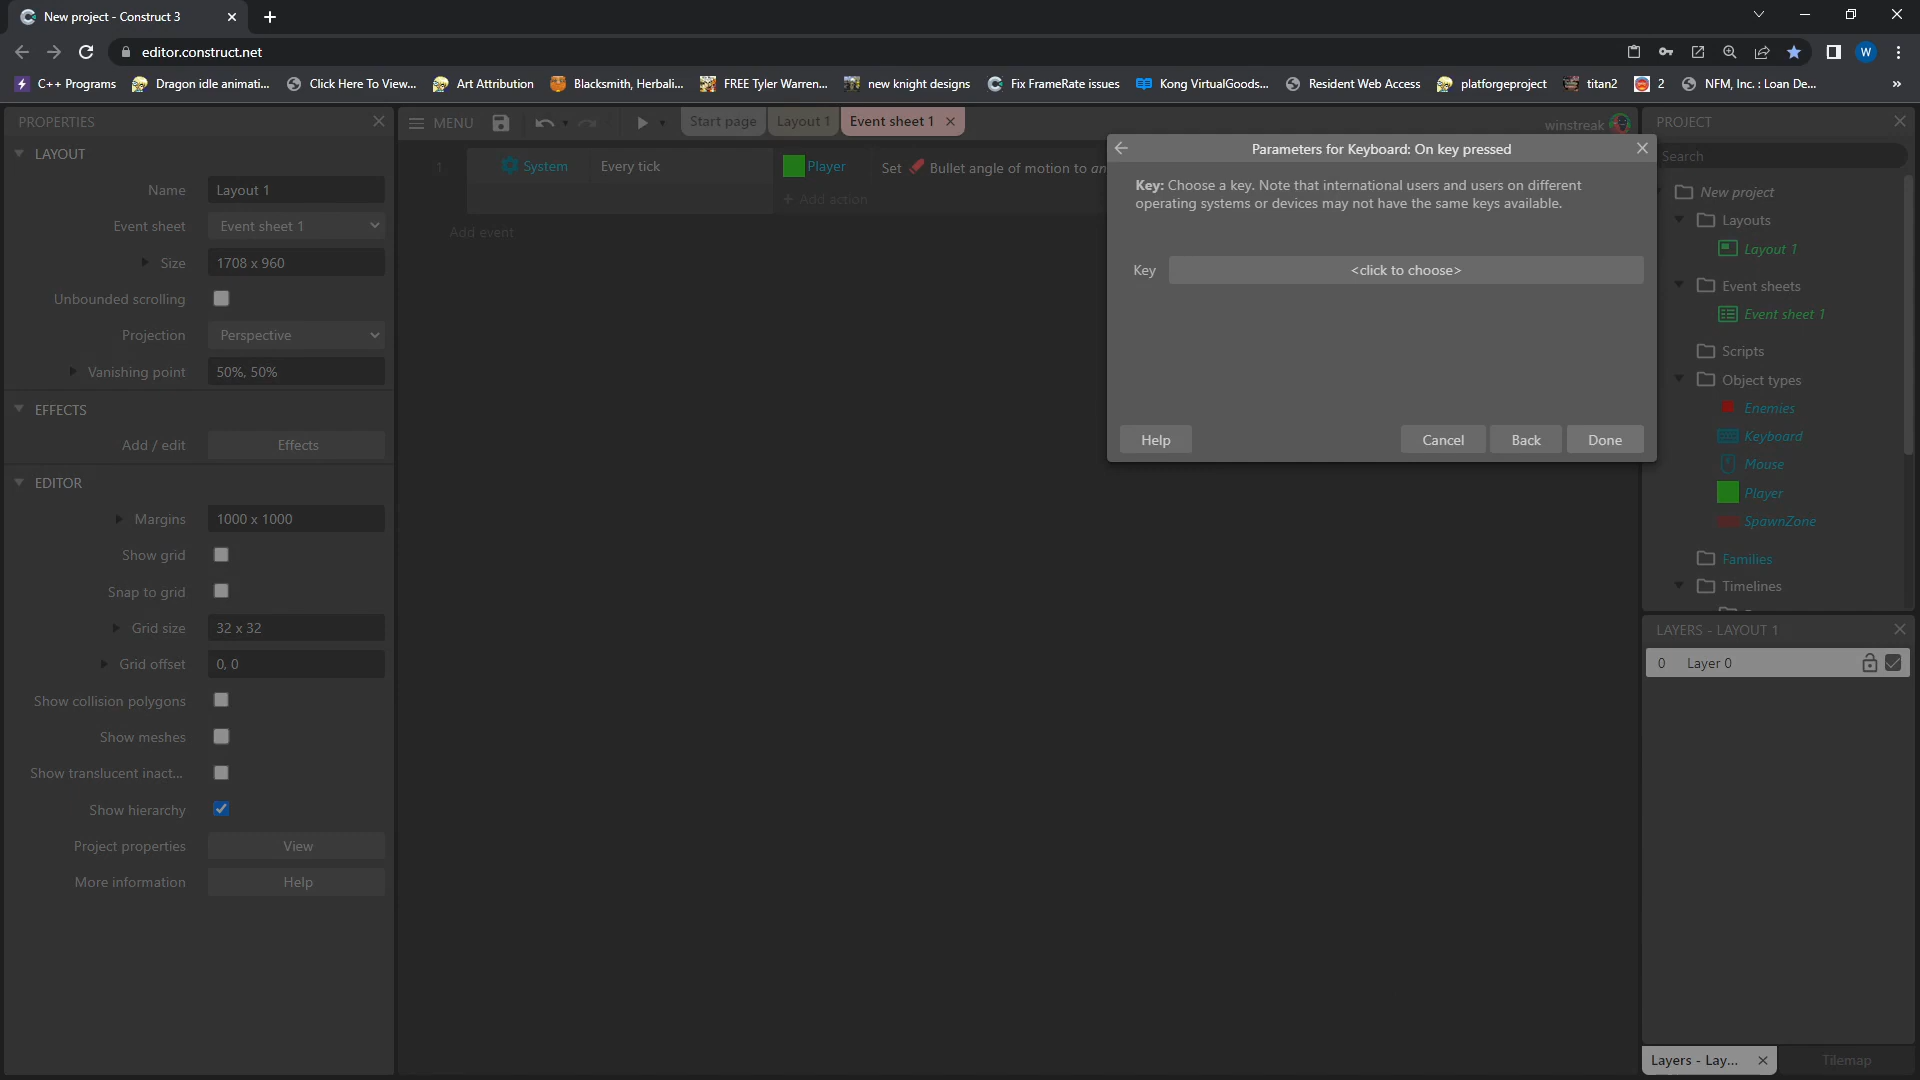 New project - Construct 3
editor.construct.net
C++ Programs
Dragon idle animati...
Click Here To View...
Art Attribution
Blacksmith, Herbali...
FREE Tyler Warren...
new knight designs
Fix FrameRate issues
Kong VirtualGoods...
Resident Web Access
platforgeproject
titan2
2
NFM, Inc. : Loan De...
»
W
PROPERTIES
LAYOUT
Name
Layout 1
Event sheet
Event sheet 1
Size
1708 x 960
Unbounded scrolling
Projection
Perspective
Vanishing point
50%, 50%
EFFECTS
Add / edit
Effects
EDITOR
Margins
1000 x 1000
Show grid
Snap to grid
Grid size
32 x 32
Grid offset
0, 0
Show collision polygons
Show meshes
Show translucent inact...
Show hierarchy
Project properties
View
More information
Help
MENU
Start page
Layout 1
Event sheet 1
winstreak
1
System
Every tick
Player
Set Bullet angle of motion to an
+ Add action
Add event
Parameters for Keyboard: On key pressed
Key: Choose a key. Note that international users and users on different
operating systems or devices may not have the same keys available.
Key
<click to choose>
Help
Cancel
Back
Done
PROJECT
Search
New project
Layouts
Layout 1
Event sheets
Event sheet 1
Scripts
Object types
Enemies
Keyboard
Mouse
Player
SpawnZone
Families
Timelines
LAYERS - LAYOUT 1
0 Layer 0
Layers - Lay...
Tilemap